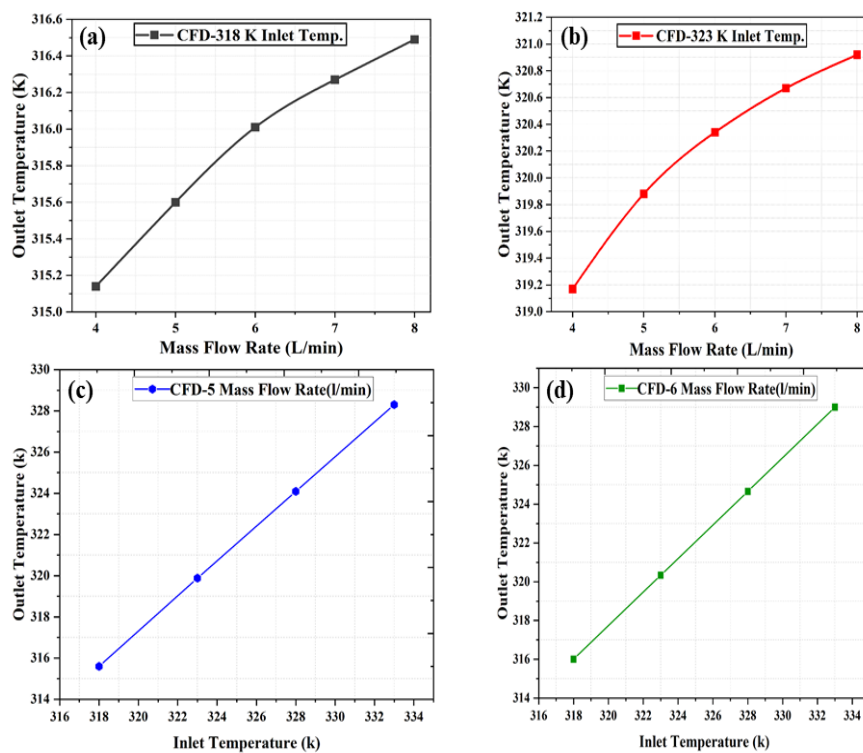 (a)
CFD-318 K Inlet Temp.
Outlet Temperature (K)
316.6
316.4
316.2
316.0
315.8
315.6
315.4
315.2
315.0
4 5 6 7 8
Mass Flow Rate (L/min)
(b)
CFD-323 K Inlet Temp.
Outlet Temperature (K)
321.2
321.0
320.8
320.6
320.4
320.2
320.0
319.8
319.6
319.4
319.2
319.0
4 5 6 7 8
Mass Flow Rate (L/min)
(c)
CFD-5 Mass Flow Rate(l/min)
Outlet Temperature (k)
330
328
326
324
322
320
318
316
314
316 318 320 322 324 326 328 330 332 334
Inlet Temperature (k)
(d)
CFD-6 Mass Flow Rate(l/min)
Outlet Temperature (k)
330
328
326
324
322
320
318
316
314
316 318 320 322 324 326 328 330 332 334
Inlet Temperature (k)